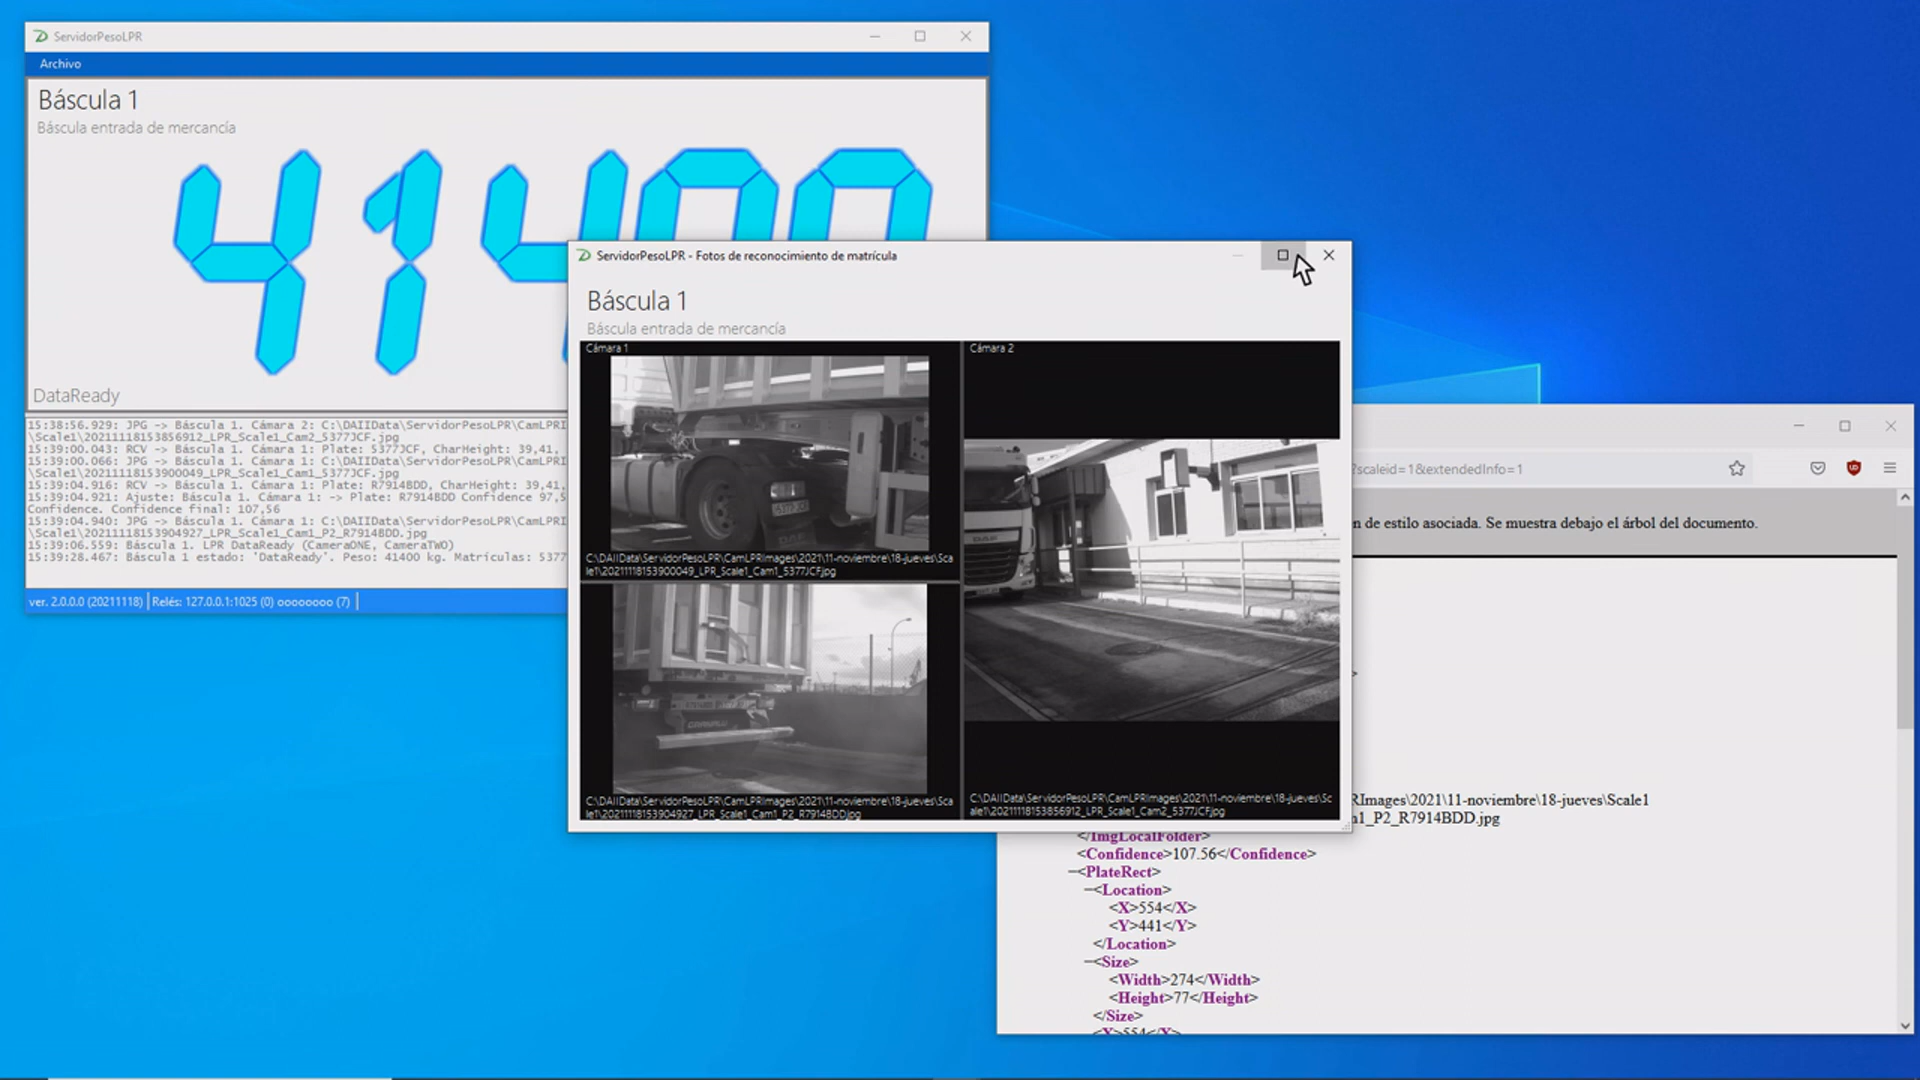 ServidorPesoLPR
Archivo
Báscula 1
Báscula entrada de mercancía
41400
DataReady
15:38:56.929: JPG -> Báscula 1. Cámara 2: C:\DAIIData\ServidorPesoLPR\CamLPRI
\Scale1\20211118153856912_LPR_Scale1_Cam2_5377JCF.jpg
15:39:00.043: RCV -> Báscula 1. Cámara 1: Plate: 5377JCF, CharHeight: 39,41,
15:39:00.066: JPG -> Báscula 1. Cámara 1: C:\DAIIData\ServidorPesoLPR\CamLPRI
\Scale1\20211118153900049_LPR_Scale1_Cam1_5377JCF.jpg
15:39:04.916: RCV -> Báscula 1. Cámara 1: Plate: R7914BDD, CharHeight: 39,41,
15:39:04.921: Ajuste: Báscula 1. Cámara 1: -> Plate: R7914BDD Confidence 97,5
Confidence. Confidence final: 107,56
15:39:04.940: JPG -> Báscula 1. Cámara 1: C:\DAIIData\ServidorPesoLPR\CamLPRI
\Scale1\20211118153904927_LPR_Scale1_Cam1_P2_R7914BDD.jpg
15:39:06.559: Báscula 1. LPR DataReady (CameraONE, CameraTWO)
15:39:28.467: Báscula 1 estado: 'DataReady'. Peso: 41400 kg. Matrículas: 5377
ver. 2.0.0.0 (20211118) Relés: 127.0.0.1:1025 (0) oooooooo (7)
ServidorPesoLPR - Fotos de reconocimiento de matrícula
Báscula 1
Báscula entrada de mercancía
Cámara 1
5377JCF
DAF
C:\DAIIData\ServidorPesoLPR\CamLPRImages\2021\11-noviembre\18-jueves\Sca
le1\20211118153900049_LPR_Scale1_Cam1_5377JCF.jpg
GRANALU
C:\DAIIData\ServidorPesoLPR\CamLPRImages\2021\11-noviembre\18-jueves\Sca
le1\20211118153904927_LPR_Scale1_Cam1_P2_R7914BDD.jpg
Cámara 2
DAF
C:\DAIIData\ServidorPesoLPR\CamLPRImages\2021\11-noviembre\18-jueves\Sc
ale1\20211118153856912_LPR_Scale1_Cam2_5377JCF.jpg
?scaleid=1&extendedInfo=1
n de estilo asociada. Se muestra debajo el árbol del documento.
>
RImages\2021\11-noviembre\18-jueves\Scale1
m1_P2_R7914BDD.jpg
</ImgLocalFolder>
<Confidence>107.56</Confidence>
−<PlateRect>
−<Location>
<X>554</X>
<Y>441</Y>
</Location>
−<Size>
<Width>274</Width>
<Height>77</Height>
</Size>
<X>554</X>